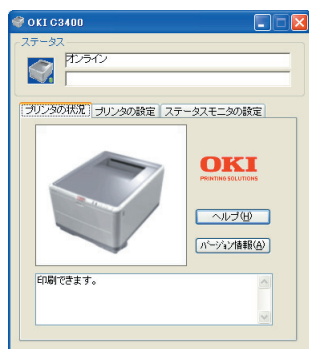 OKI C3400
ステータス
オンライン
プリンタの状況 プリンタの設定 ステータスモニタの設定
OKI
PRINTING SOLUTIONS
ヘルプ(H)
バージョン情報(A)
印刷できます。